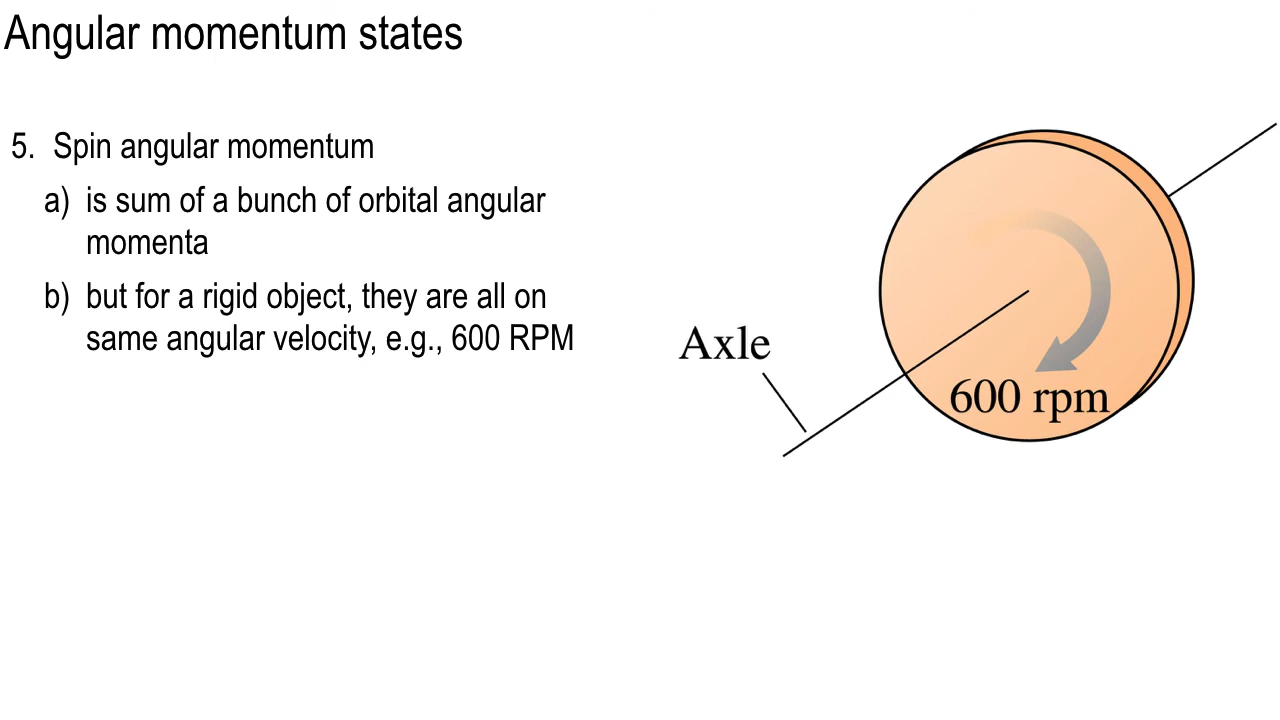 Angular momentum states
5. Spin angular momentum
a) is sum of a bunch of orbital angular
momenta
b) but for a rigid object, they are all on
same angular velocity, e.g., 600 RPM
Axle
600 rpm